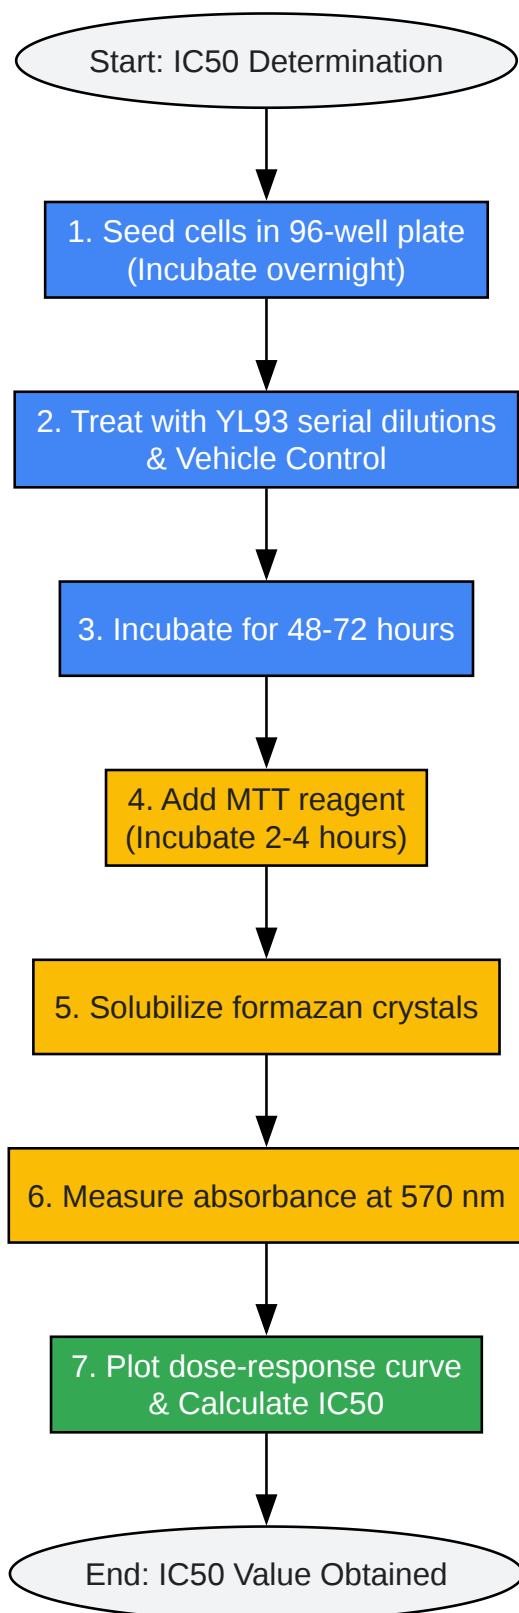 Start: IC50 Determination
1. Seed cells in 96-well plate
(Incubate overnight)
2. Treat with YL93 serial dilutions
& Vehicle Control
3. Incubate for 48-72 hours
4. Add MTT reagent
(Incubate 2-4 hours)
5. Solubilize formazan crystals
6. Measure absorbance at 570 nm
7. Plot dose-response curve
& Calculate IC50
End: IC50 Value Obtained